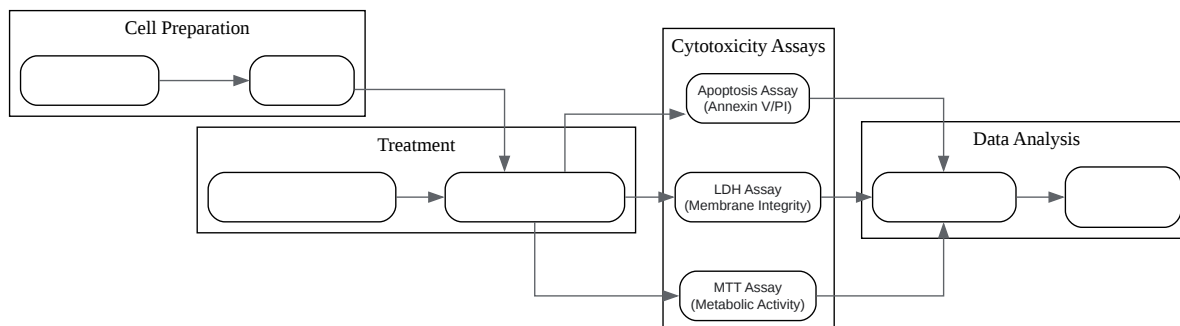 Cell Preparation
Cytotoxicity Assays
Apoptosis Assay
(Annexin V/PI)
Treatment
Data Analysis
LDH Assay
(Membrane Integrity)
MTT Assay
(Metabolic Activity)